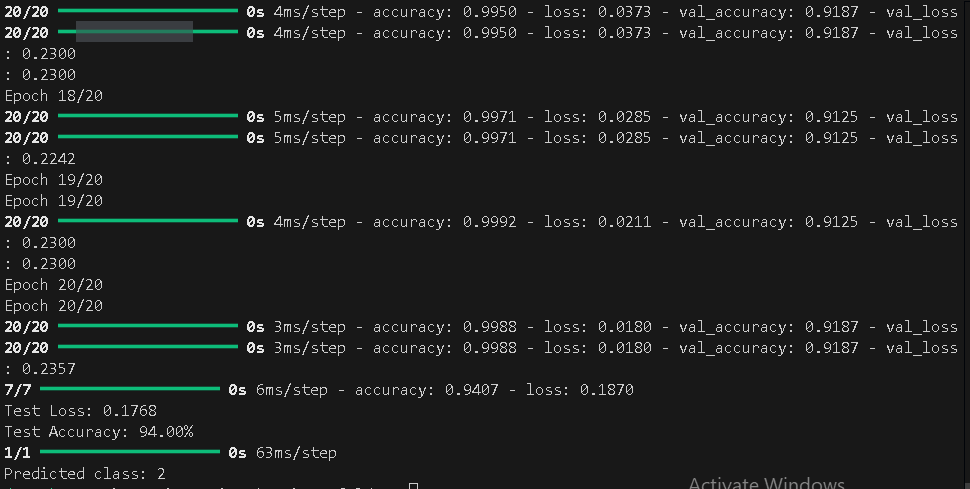 20/20 0s 4ms/step - accuracy: 0.9950 - loss: 0.0373 - val_accuracy: 0.9187 - val_loss
20/20 0s 4ms/step - accuracy: 0.9950 - loss: 0.0373 - val_accuracy: 0.9187 - val_loss
: 0.2300
: 0.2300
Epoch 18/20
20/20 0s 5ms/step - accuracy: 0.9971 - loss: 0.0285 - val_accuracy: 0.9125 - val_loss
20/20 0s 5ms/step - accuracy: 0.9971 - loss: 0.0285 - val_accuracy: 0.9125 - val_loss
: 0.2242
Epoch 19/20
Epoch 19/20
20/20 0s 4ms/step - accuracy: 0.9992 - loss: 0.0211 - val_accuracy: 0.9125 - val_loss
: 0.2300
: 0.2300
Epoch 20/20
Epoch 20/20
20/20 0s 3ms/step - accuracy: 0.9988 - loss: 0.0180 - val_accuracy: 0.9187 - val_loss
20/20 0s 3ms/step - accuracy: 0.9988 - loss: 0.0180 - val_accuracy: 0.9187 - val_loss
: 0.2357
7/7 0s 6ms/step - accuracy: 0.9407 - loss: 0.1870
Test Loss: 0.1768
Test Accuracy: 94.00%
1/1 0s 63ms/step
Predicted class: 2
Activate Windows